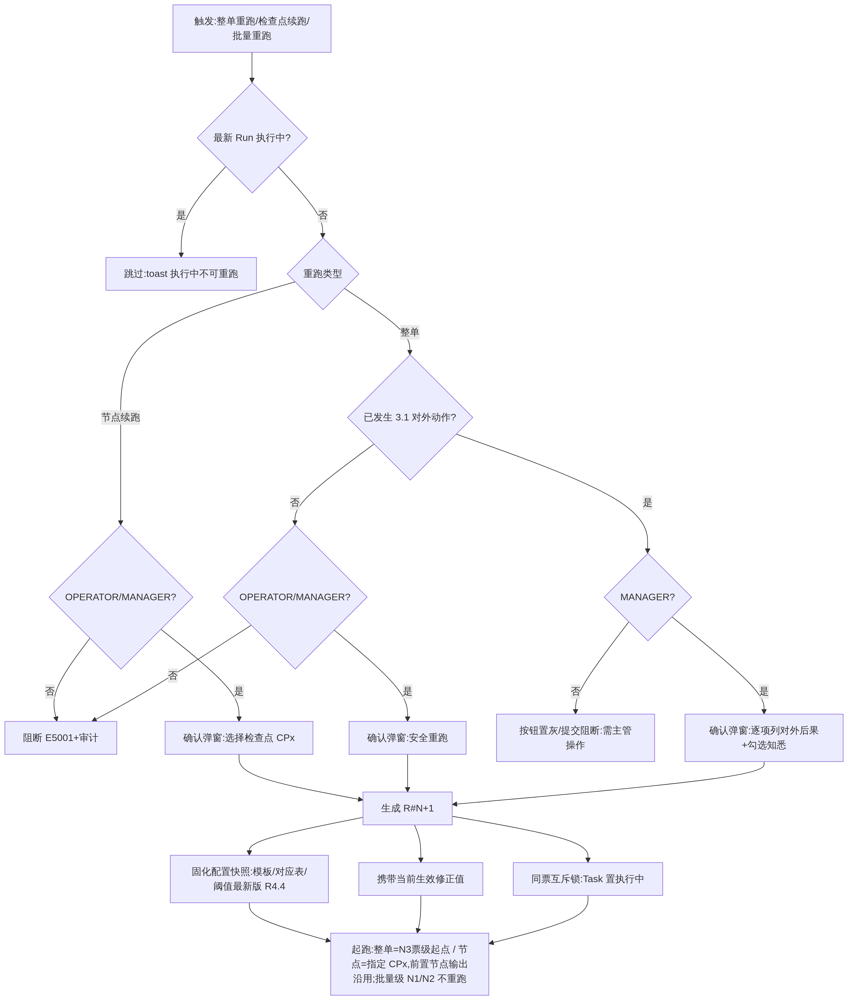 触发:整单重跑/检查点续跑/
批量重跑
最新 Run 执行中?
是
否
跳过:toast 执行中不可重跑
重跑类型
整单
节点续跑
已发生 3.1 对外动作?
否
是
OPERATOR/MANAGER?
OPERATOR/MANAGER?
MANAGER?
否
否
是
是
否
是
阻断 E5001+审计
确认弹窗:选择检查点 CPx
确认弹窗:安全重跑
按钮置灰/提交阻断:需主管
操作
确认弹窗:逐项列对外后果
+勾选知悉
生成 R#N+1
固化配置快照:模板/对应表/
阈值最新版 R4.4
携带当前生效修正值
同票互斥锁:Task 置执行中
起跑:整单=N3票级起点 / 节
点=指定 CPx,前置节点输出
沿用;批量级 N1/N2 不重跑